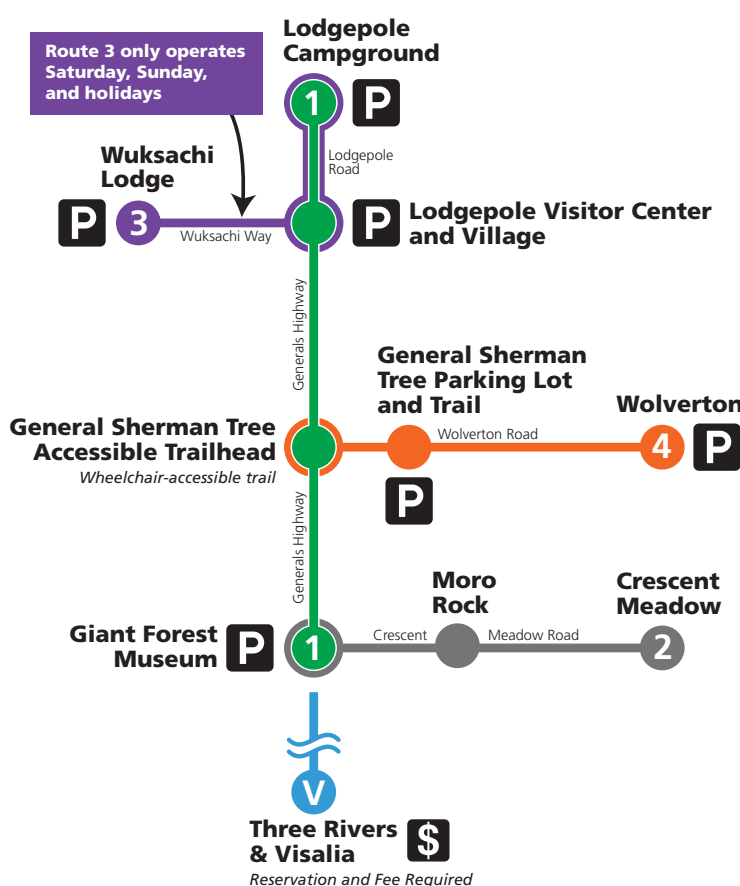 Lodgepole
Campground
Route 3 only operates
Saturday, Sunday,
and holidays
1
P
Lodgepole
Road
Wuksachi
Lodge
P
3
Wuksachi Way
P
Lodgepole Visitor Center
and Village
Generals Highway
General Sherman
Tree Parking Lot
and Trail
Wolverton
General Sherman Tree
Accessible Trailhead
Wheelchair-accessible trail
Wolverton Road
4
P
P
Generals Highway
Moro
Rock
Crescent
Meadow
Giant Forest
Museum
P
1
Crescent
Meadow Road
2
V
Three Rivers
& Visalia
$
Reservation and Fee Required